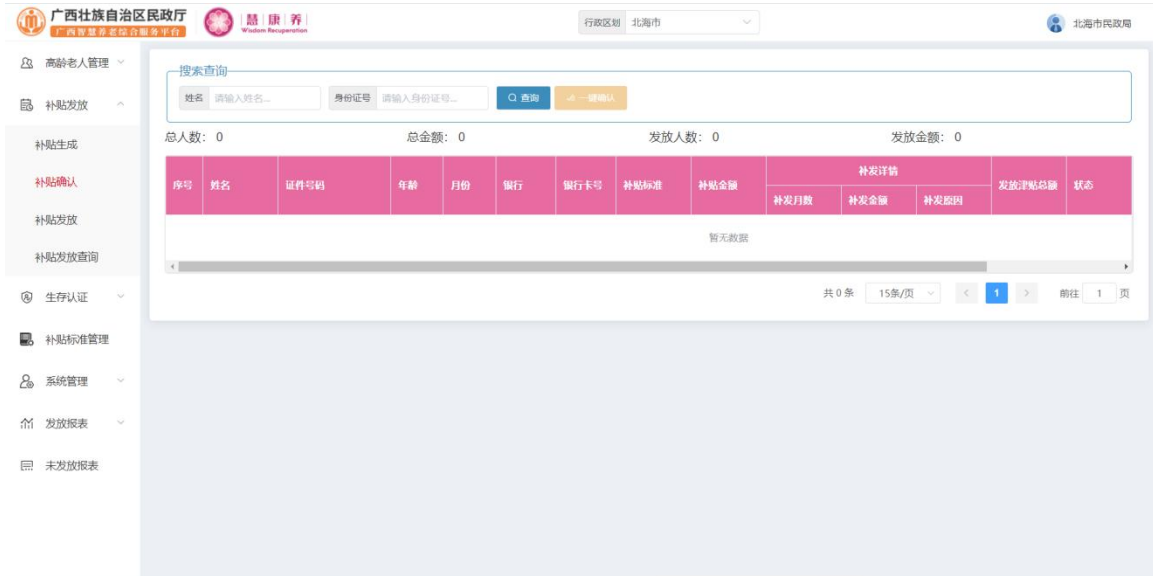 广西壮族自治区民政厅
广西智慧养老综合服务平台
慧康养
Wisdom Recuperation
行政区划 北海市
北海市民政局
高龄老人管理
补贴发放
补贴生成
补贴确认
补贴发放
补贴发放查询
生存认证
补贴标准管理
系统管理
发放报表
未发放报表
搜索查询
姓名 请输入姓名... 身份证号 请输入身份证号... 查询 一键确认
总人数：0 总金额：0 发放人数：0 发放金额：0
序号 姓名 证件号码 年龄 月份 银行 银行卡号 补贴标准 补贴金额 补发详情 发放津贴总额 状态
补发月数 补发金额 补发原因
暂无数据
共 0 条 15条/页 1 前往 1 页